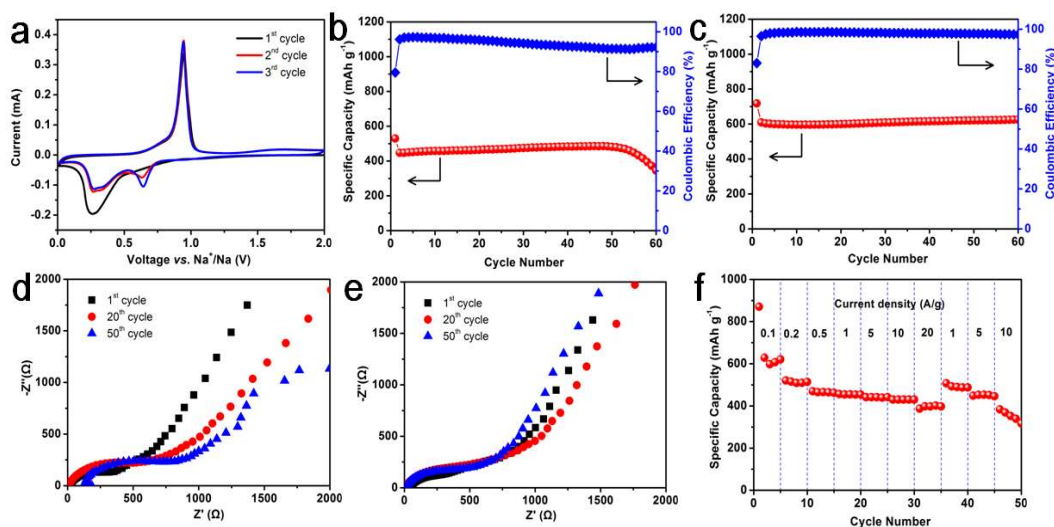 a
0.4
0.3
0.2
0.1
0.0
-0.1
-0.2
Current (mA)
1st cycle
2nd cycle
3rd cycle
0.0
0.5
1.0
1.5
2.0
Voltage vs. Na+/Na (V)
b
1200
1000
800
600
400
200
0
Specific Capacity (mAh g-1)
100
80
60
40
20
0
Coulombic Efficiency (%)
0 10 20 30 40 50 60
Cycle Number
c
1200
1000
800
600
400
200
0
Specific Capacity (mAh g-1)
100
80
60
40
20
0
Coulombic Efficiency (%)
0 10 20 30 40 50 60
Cycle Number
d
2000
1500
1000
500
0
-Z''(Ω)
1st cycle
20th cycle
50th cycle
0 500 1000 1500 2000
Z' (Ω)
e
2000
1500
1000
500
0
-Z''(Ω)
1st cycle
20th cycle
50th cycle
0 500 1000 1500 2000
Z' (Ω)
f
1000
800
600
400
200
0
Specific Capacity (mAh g-1)
Current density (A/g)
0.1 0.2 0.5 1 5 10 20 1 5 10
0 10 20 30 40 50
Cycle Number